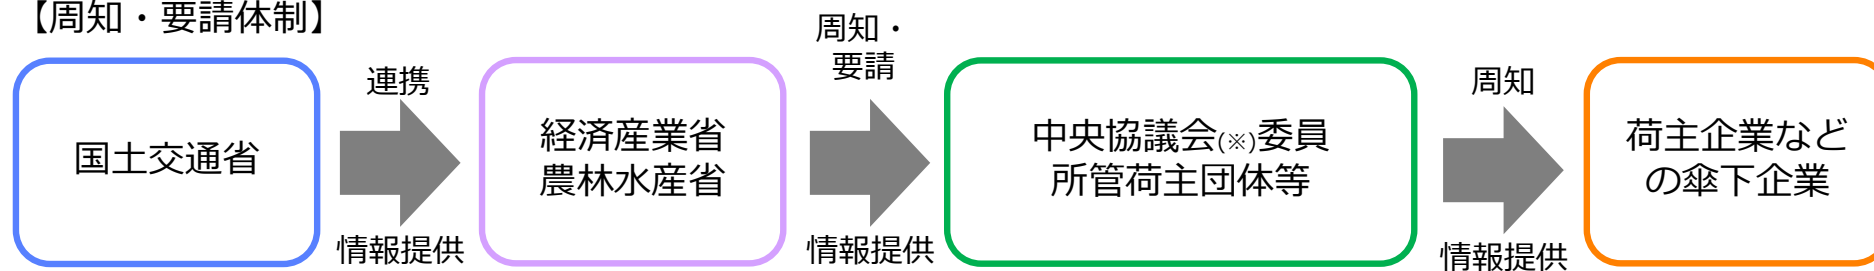 【周知・要請体制】
国土交通省
連携
情報提供
経済産業省
農林水産省
周知・
要請
情報提供
中央協議会(※)委員
所管荷主団体等
周知
情報提供
荷主企業など
の傘下企業